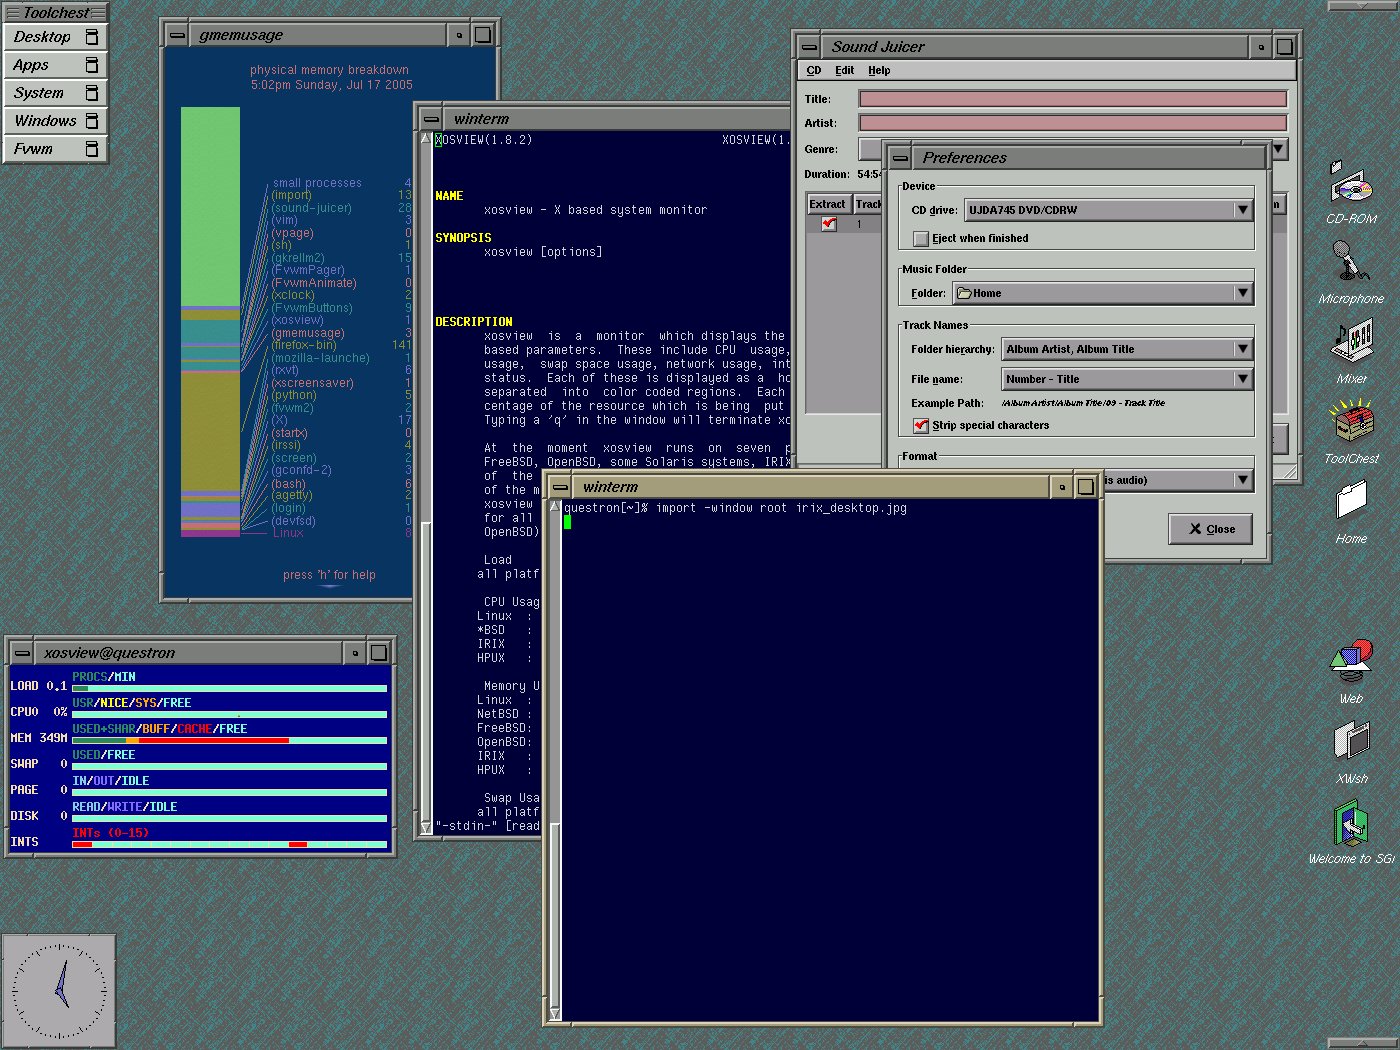 Toolchest
Desktop
Apps
System
Windows
Fvwm
gmemusage
physical memory breakdown
5:02pm Sunday, Jul 17 2005
small processes 4
(import) 13
(sound-juicer) 28
(vim) 3
(vpage) 0
(sh) 1
(gkrellm2) 15
(FvwmPager) 1
(FvwmAnimate) 0
(xclock) 2
(FvwmButtons) 9
(xosview) 1
(gmemusage) 3
(firefox-bin) 141
(mozilla-launche) 1
(rxvt) 6
(xscreensaver) 1
(python) 5
(fvwm2) 2
(X) 17
(startx) 0
(irssi) 4
(screen) 2
(gconfd-2) 3
(bash) 6
(agetty) 2
(login) 1
(devfsd) 0
Linux 8
press 'h' for help
winterm
XOSVIEW(1.8.2) XOSVIEW(1.
NAME
xosview - X based system monitor
SYNOPSIS
xosview [options]
DESCRIPTION
xosview is a monitor which displays the
based parameters. These include CPU usage,
usage, swap space usage, network usage, int
status. Each of these is displayed as a ho
separated into color coded regions. Each
centage of the resource which is being put
Typing a 'q' in the window will terminate xo
At the moment xosview runs on seven p
FreeBSD, OpenBSD, some Solaris systems, IRIX
of the
of the m
xosview
for all
OpenBSD)
Load
all platf
CPU Usag
Linux :
*BSD :
IRIX :
HPUX :
Memory U
Linux :
NetBSD :
FreeBSD:
OpenBSD:
IRIX :
HPUX :
Swap Usa
all platf
"-stdin-" [read
Sound Juicer
CD Edit Help
Title:
Artist:
Genre:
Duration: 54:54
Extract Track
1
Preferences
Device
CD drive: UJDA745 DVD/CDRW
Eject when finished
Music Folder
Folder: Home
Track Names
Folder hierarchy: Album Artist, Album Title
File name: Number - Title
Example Path: /Album Artist/Album Title/09 - Track Title
Strip special characters
Format
is audio)
Close
winterm
questron[~]% import -window root irix_desktop.jpg
xosview@questron
LOAD 0.1 PROCS/MIN
CPU0 0% USR/NICE/SYS/FREE
MEM 349M USED+SHAR/BUFF/CACHE/FREE
SWAP 0 USED/FREE
PAGE 0 IN/OUT/IDLE
DISK 0 READ/WRITE/IDLE
INTS INTs (0-15)
CD-ROM
Microphone
Mixer
ToolChest
Home
Web
XWsh
Welcome to SGI